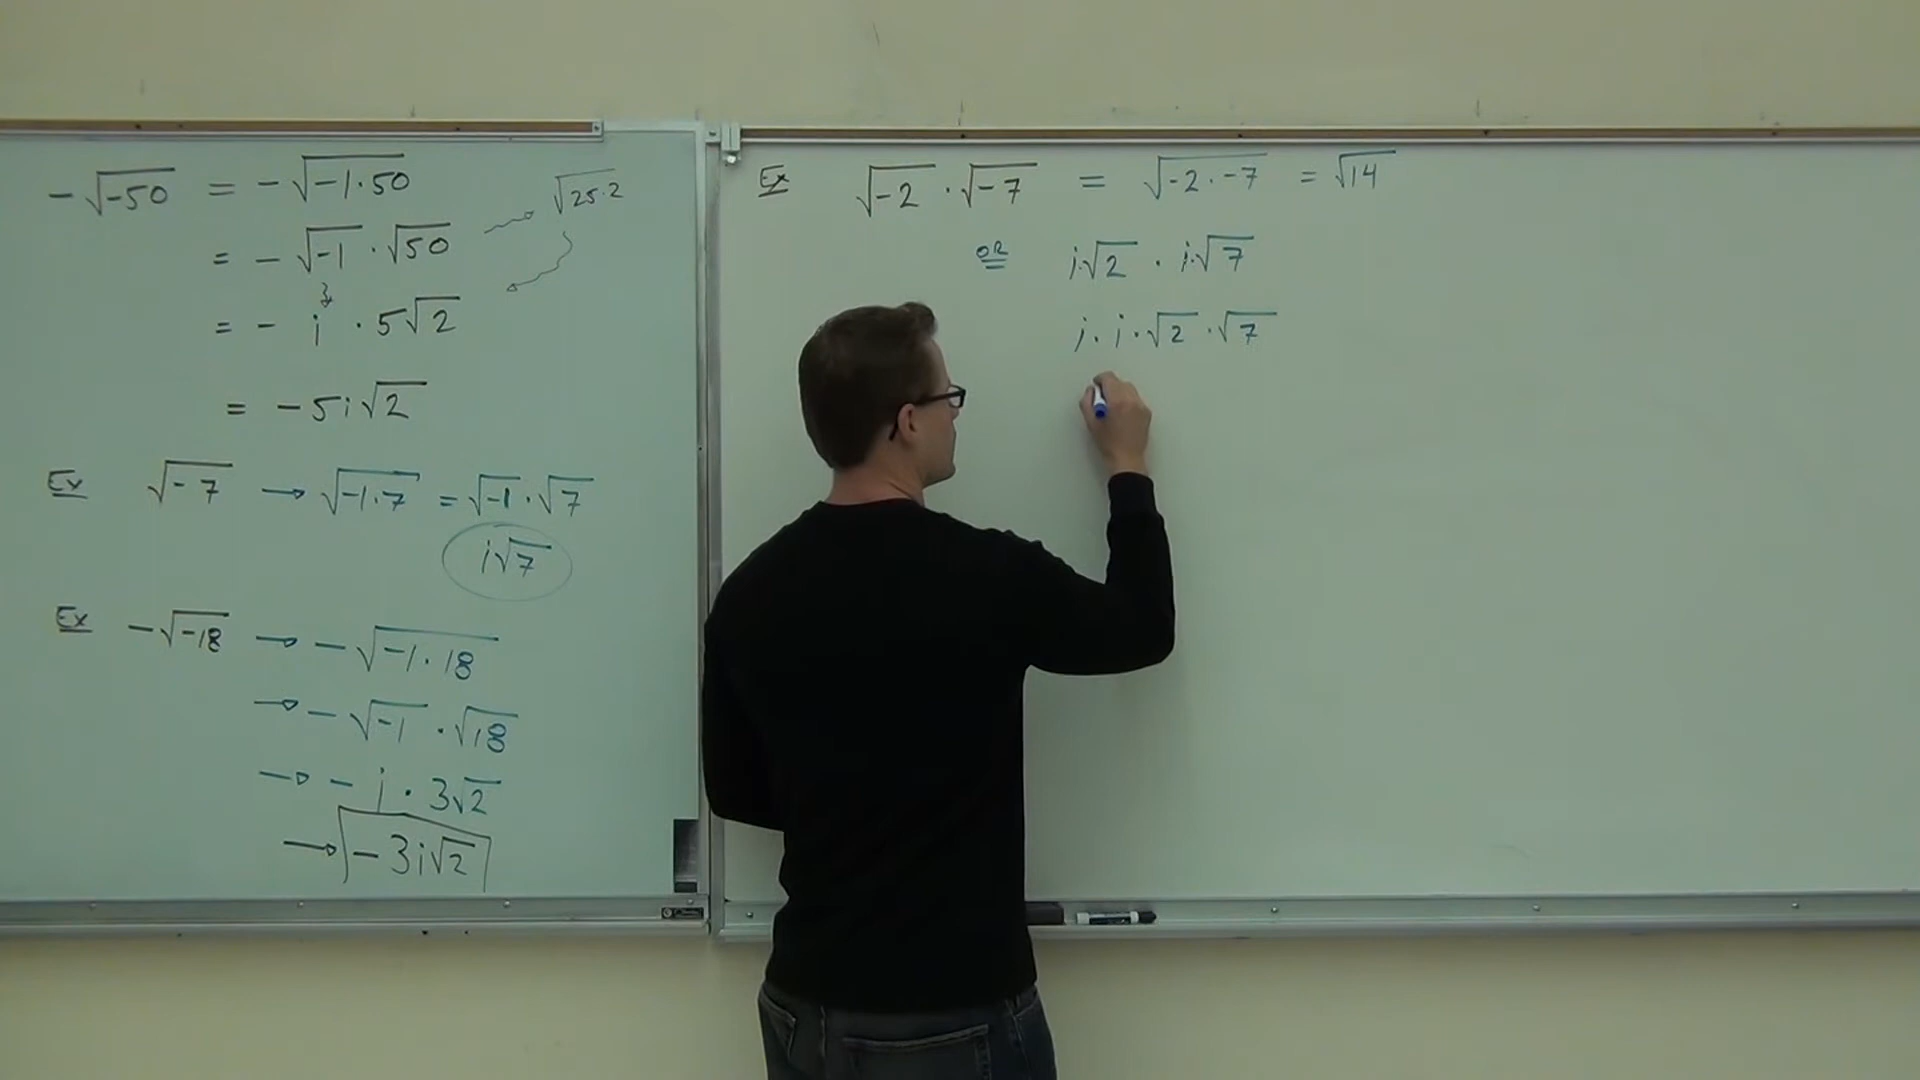 -√-50 = -√-1·50
= -√-1 · √50
√25·2
= - i · 5√2
= -5i√2
Ex √-7 → √-1·7 = √-1 · √7
i√7
Ex -√-18 → -√-1·18
→ -√-1 · √18
→ - i · 3√2
→ -3i√2
Ex √-2 · √-7 = √-2·-7 = √14
OR i·√2 · i·√7
i · i · √2 · √7